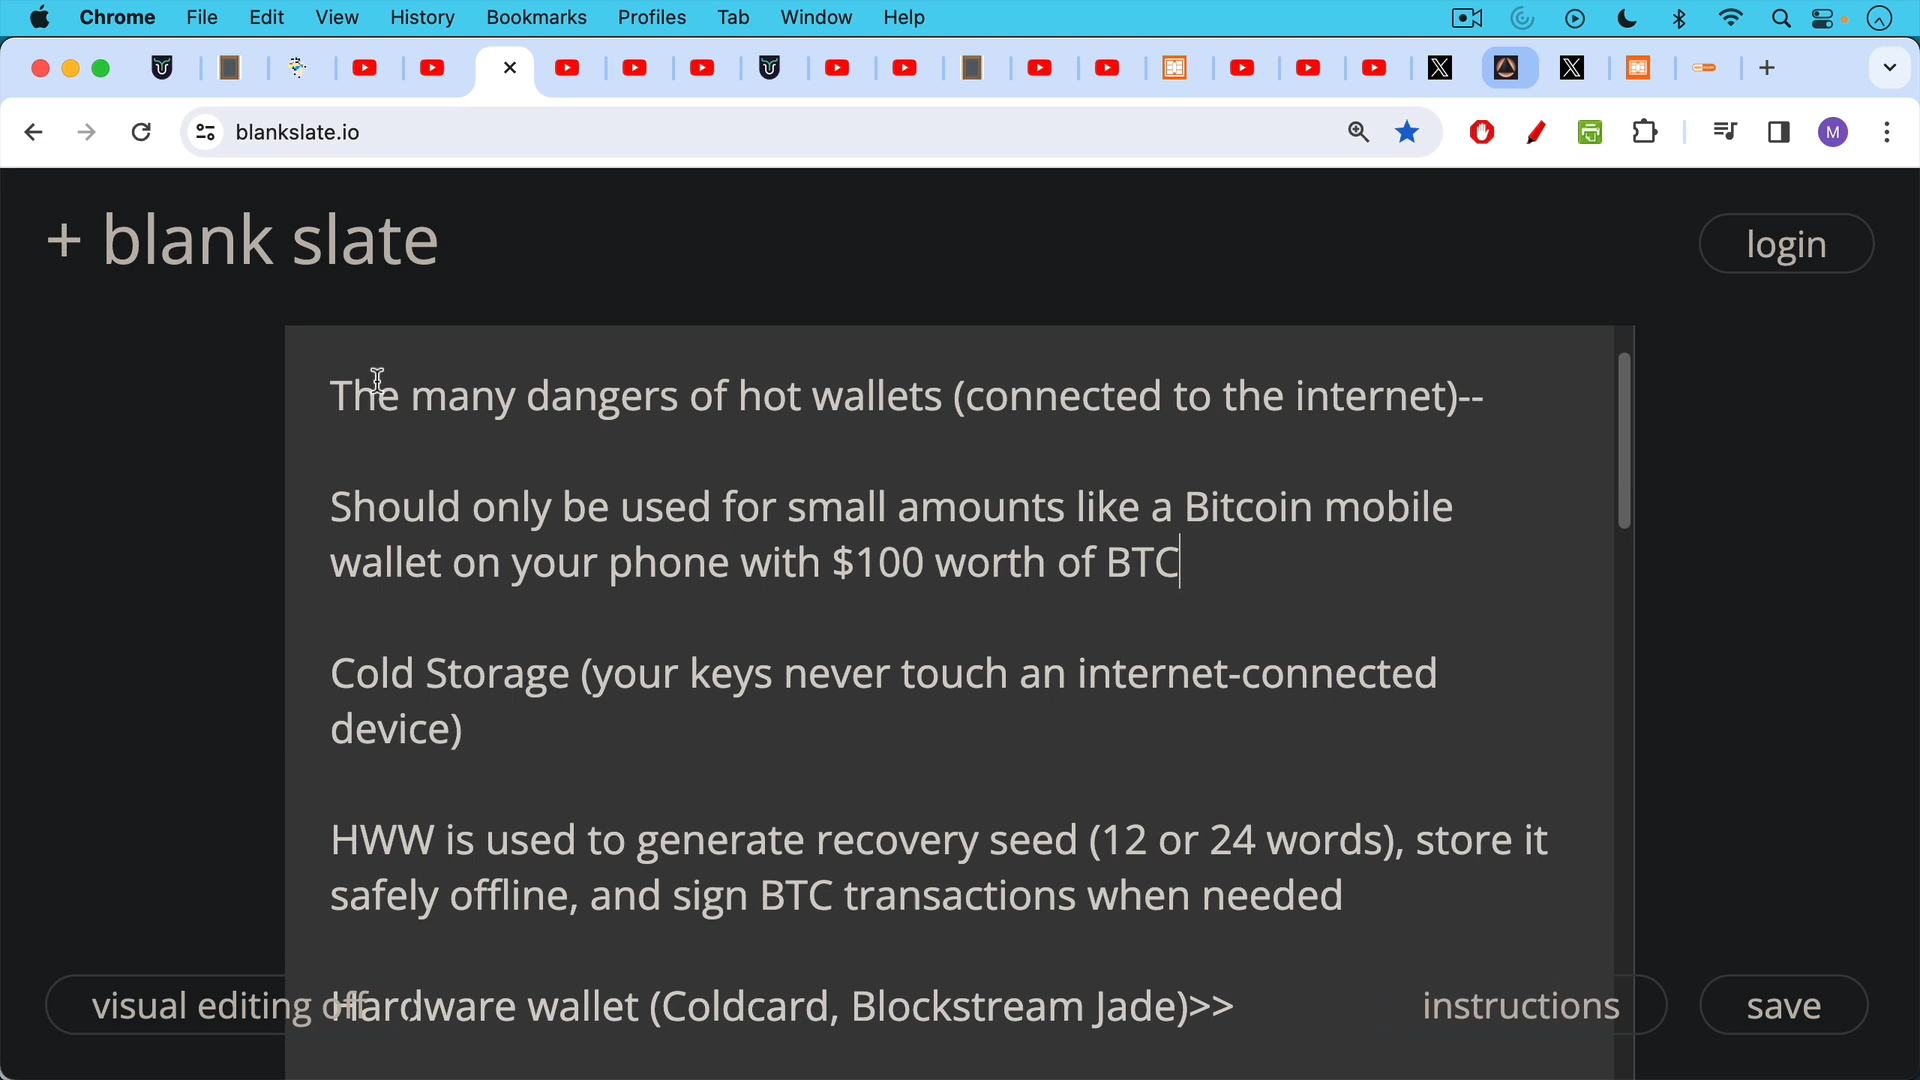 Chrome File Edit View History Bookmarks Profiles Tab Window Help
blankslate.io
M
+ blank slate
login
The many dangers of hot wallets (connected to the internet)--
Should only be used for small amounts like a Bitcoin mobile
wallet on your phone with $100 worth of BTC
Cold Storage (your keys never touch an internet-connected
device)
HWW is used to generate recovery seed (12 or 24 words), store it
safely offline, and sign BTC transactions when needed
Hardware wallet (Coldcard, Blockstream Jade)>>
visual editing off
instructions
save